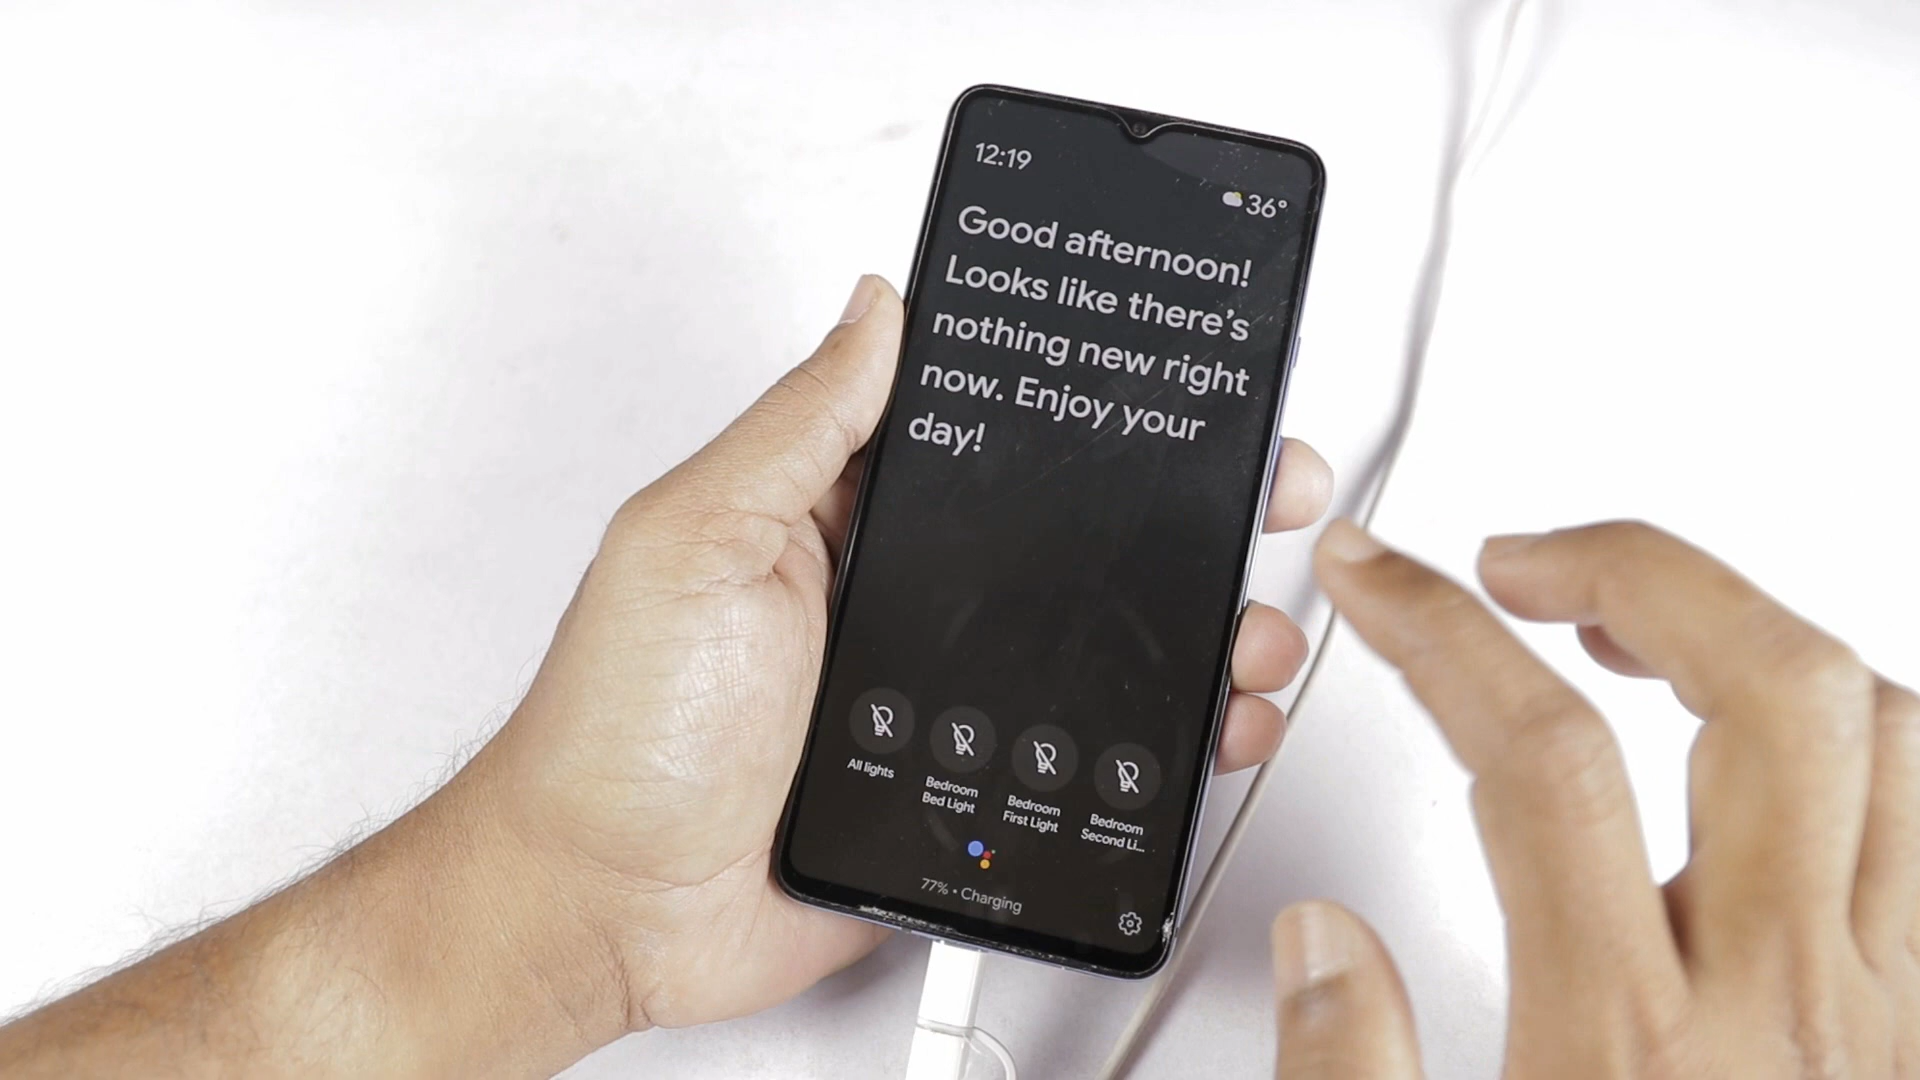 12:19
36°
Good afternoon!
Looks like there's
nothing new right
now. Enjoy your
day!
All lights
Bedroom
Bed Light
Bedroom
First Light
Bedroom
Second Li...
77% • Charging